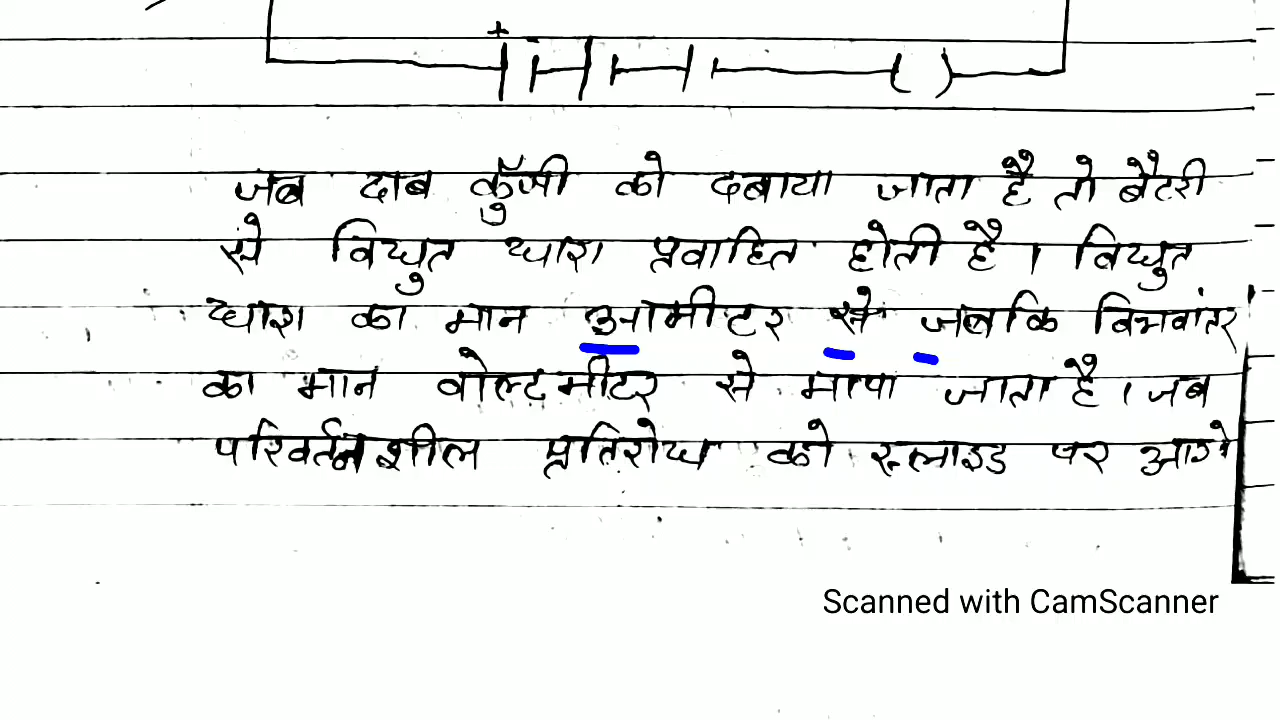 + -
जब दाब कुँजी को दबाया जाता है तो बैटरी
से विद्युत धारा प्रवाहित होती है। विद्युत
धारा का मान आमीटर से जबकि विभवांतर
का मान वोल्टमीटर से मापा जाता है। जब
परिवर्तनशील प्रतिरोध को स्लाइड पर आगे
Scanned with CamScanner